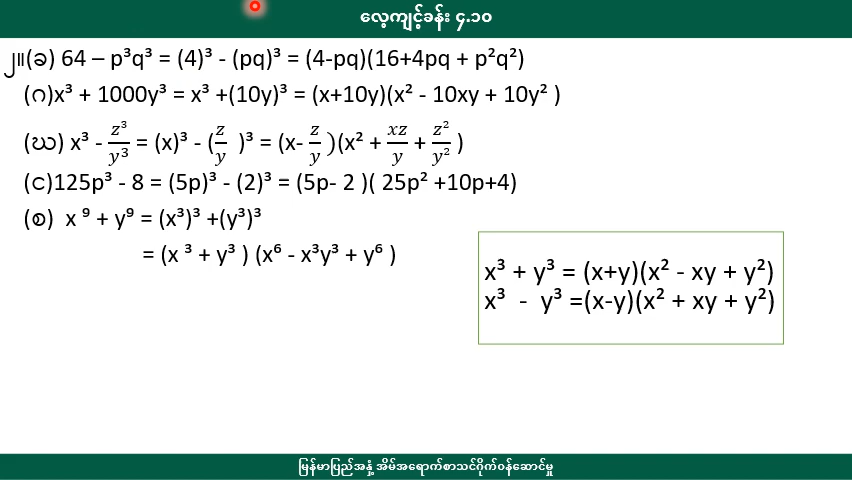 လေ့ကျင့်ခန်း ၄.၁၀
၂။(ခ) 64 – p³q³ = (4)³ - (pq)³ = (4-pq)(16+4pq + p²q²)
(ဂ)x³ + 1000y³ = x³ +(10y)³ = (x+10y)(x² - 10xy + 10y² )
(ဃ) x³ - z³/y³ = (x)³ - (z/y )³ = (x- z/y )(x² + xz/y + z²/y² )
(င)125p³ - 8 = (5p)³ - (2)³ = (5p- 2 )( 25p² +10p+4)
(စ) x ⁹ + y⁹ = (x³)³ +(y³)³
= (x ³ + y³ ) (x⁶ - x³y³ + y⁶ )
x³ + y³ = (x+y)(x² - xy + y²)
x³ - y³ =(x-y)(x² + xy + y²)
မြန်မာပြည်အနှံ့ အိမ်အရောက်စာသင်ဂိုက်ဝန်ဆောင်မှု